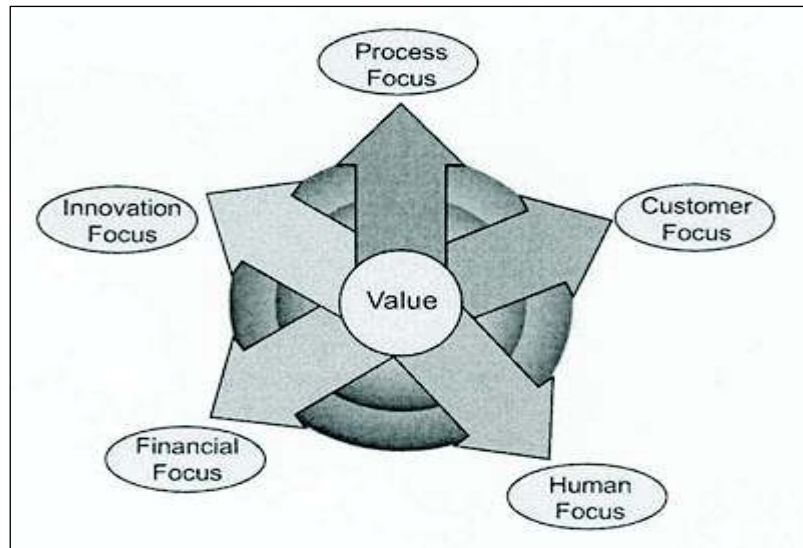 Process
Focus
Innovation
Focus
Customer
Focus
Value
Financial
Focus
Human
Focus